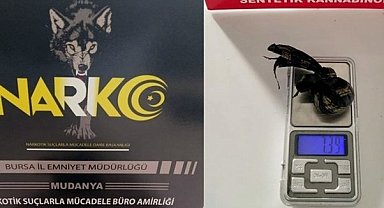 NARKO
NARKOTİK SUÇLARLA MÜCADELE DAİRE BAŞKANLIĞI
BURSA İL EMNİYET MÜDÜRLÜĞÜ
MUDANYA
KOTİK SUÇLARLA MÜCADELE BÜRO AMİRLİĞİ
SENTETİK KANNABİNO